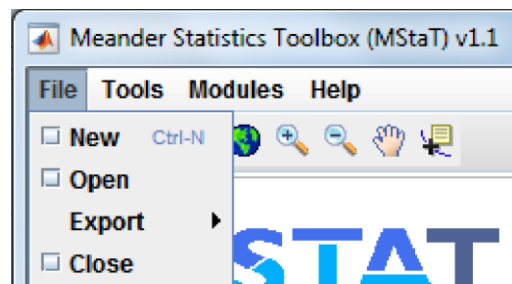 Meander Statistics Toolbox (MStaT) v1.1
File Tools Modules Help
New Ctrl-N
Open
Export
Close
STAT